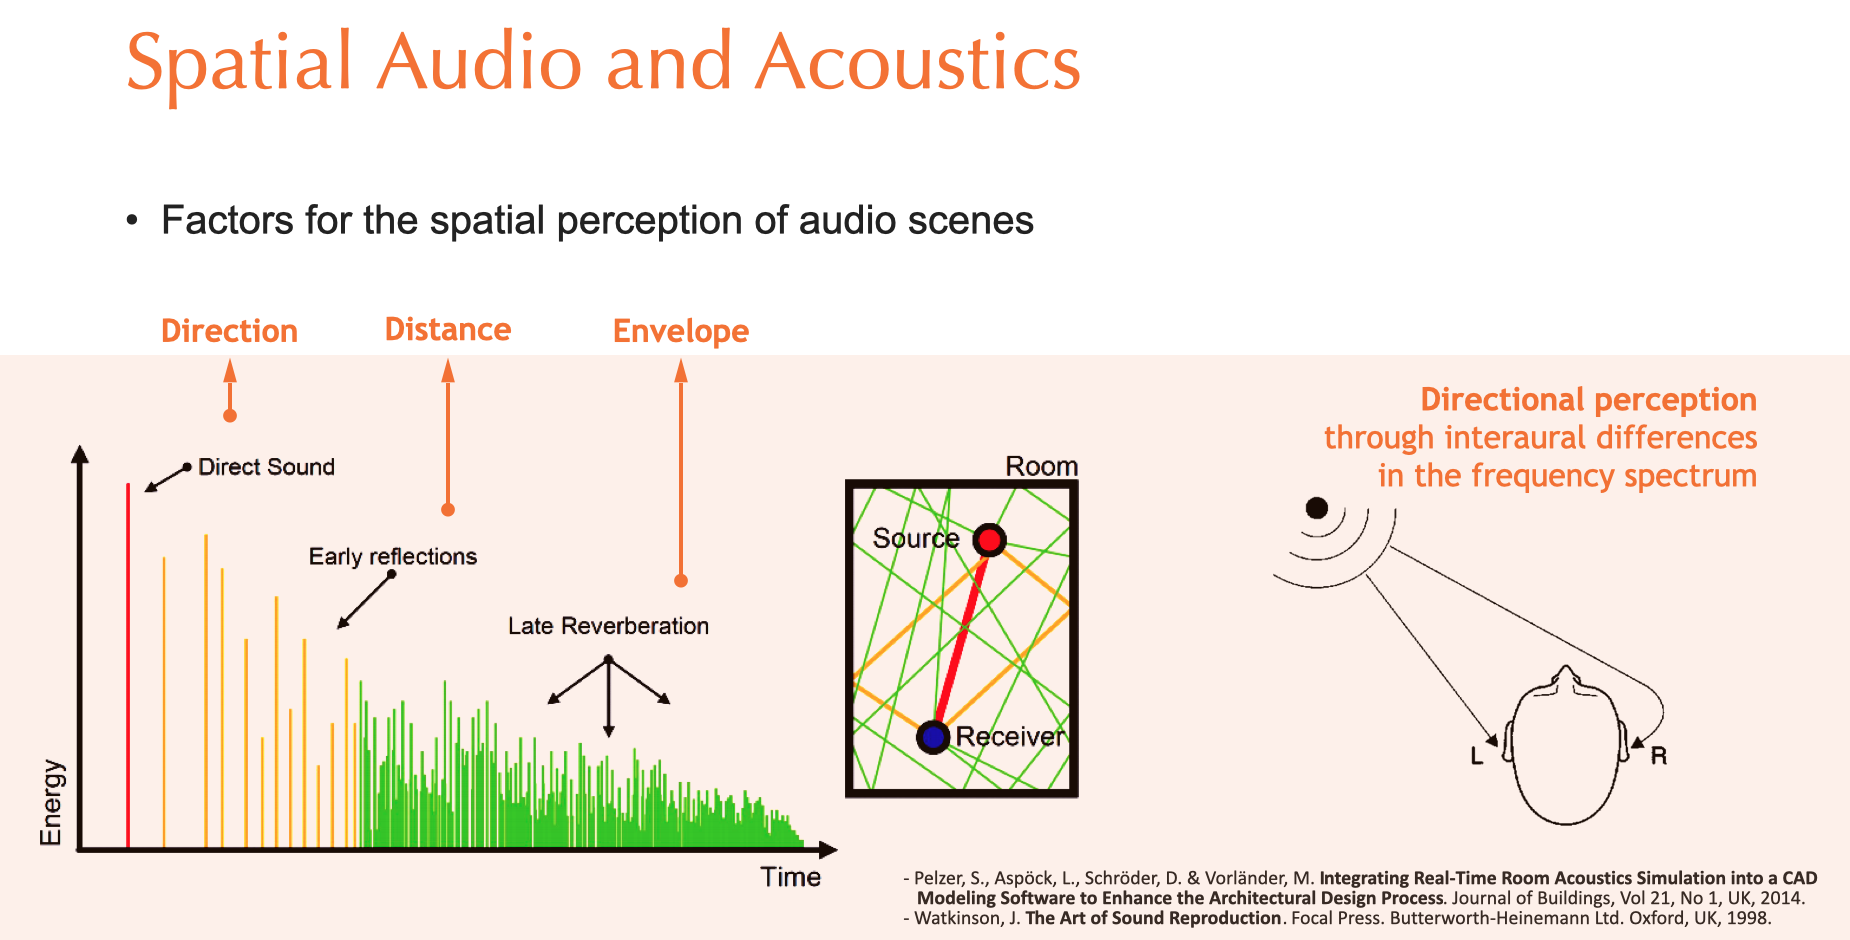 Spatial Audio and Acoustics
• Factors for the spatial perception of audio scenes
Direction
Distance
Envelope
Direct Sound
Early reflections
Late Reverberation
Energy
Time
Room
Source
Receiver
Directional perception
through interaural differences
in the frequency spectrum
L
R
- Pelzer, S., Aspöck, L., Schröder, D. & Vorländer, M. Integrating Real-Time Room Acoustics Simulation into a CAD
Modeling Software to Enhance the Architectural Design Process. Journal of Buildings, Vol 21, No 1, UK, 2014.
- Watkinson, J. The Art of Sound Reproduction. Focal Press. Butterworth-Heinemann Ltd. Oxford, UK, 1998.